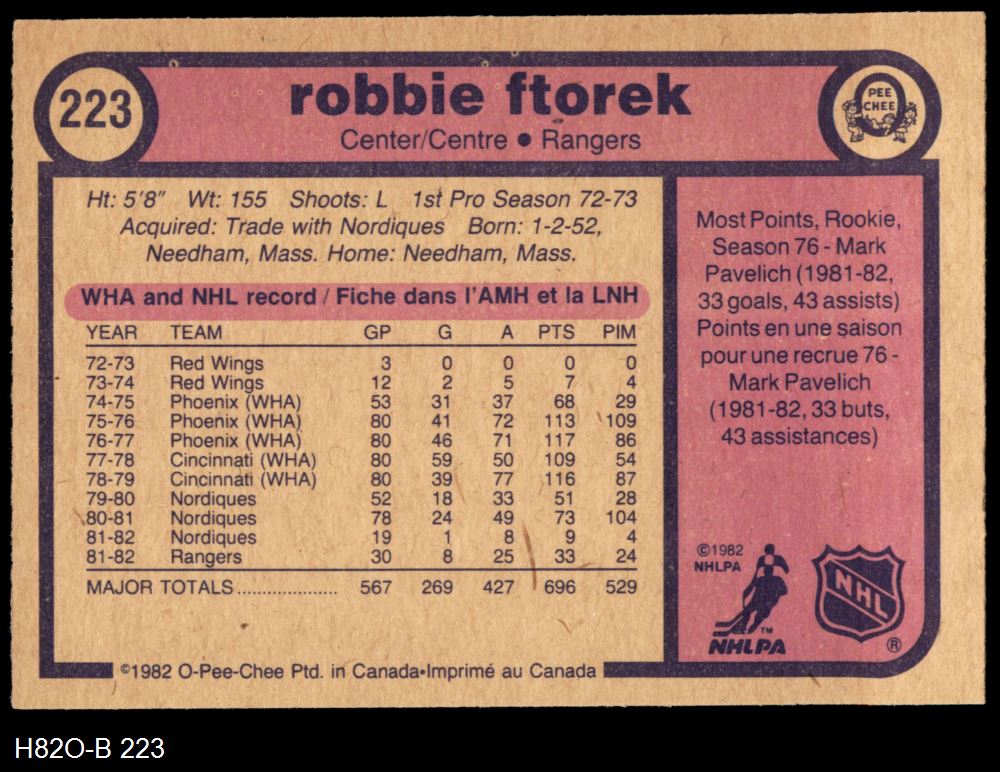 223
robbie ftorek
Center/Centre • Rangers
PEE
CHEE
Ht: 5'8" Wt: 155 Shoots: L 1st Pro Season 72-73
Acquired: Trade with Nordiques Born: 1-2-52,
Needham, Mass. Home: Needham, Mass.
WHA and NHL record / Fiche dans l'AMH et la LNH
YEAR TEAM GP G A PTS PIM
72-73 Red Wings 3 0 0 0 0
73-74 Red Wings 12 2 5 7 4
74-75 Phoenix (WHA) 53 31 37 68 29
75-76 Phoenix (WHA) 80 41 72 113 109
76-77 Phoenix (WHA) 80 46 71 117 86
77-78 Cincinnati (WHA) 80 59 50 109 54
78-79 Cincinnati (WHA) 80 39 77 116 87
79-80 Nordiques 52 18 33 51 28
80-81 Nordiques 78 24 49 73 104
81-82 Nordiques 19 1 8 9 4
81-82 Rangers 30 8 25 33 24
MAJOR TOTALS.................... 567 269 427 696 529
©1982 O-Pee-Chee Ptd. in Canada•Imprimé au Canada
Most Points, Rookie,
Season 76 - Mark
Pavelich (1981-82,
33 goals, 43 assists)
Points en une saison
pour une recrue 76 -
Mark Pavelich
(1981-82, 33 buts,
43 assistances)
©1982
NHLPA
TM
NHLPA
NHL
®
H82O-B 223